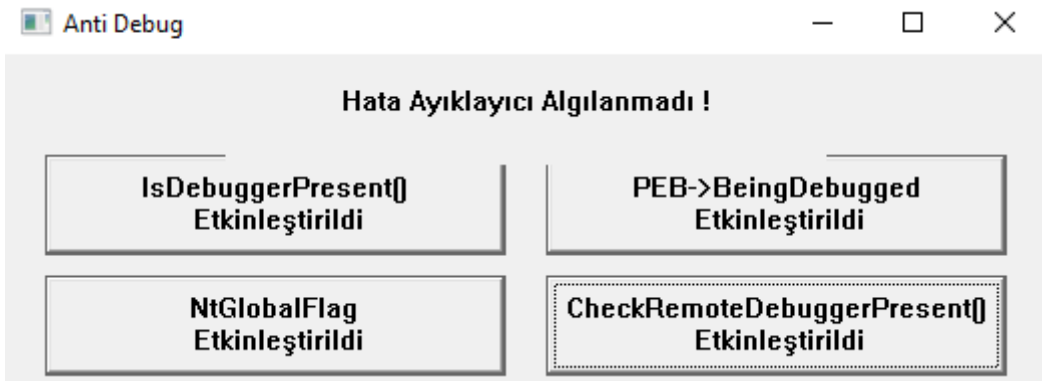 Anti Debug
Hata Ayıklayıcı Algılanmadı !
IsDebuggerPresent()
Etkinleştirildi
PEB->BeingDebugged
Etkinleştirildi
NtGlobalFlag
Etkinleştirildi
CheckRemoteDebuggerPresent()
Etkinleştirildi